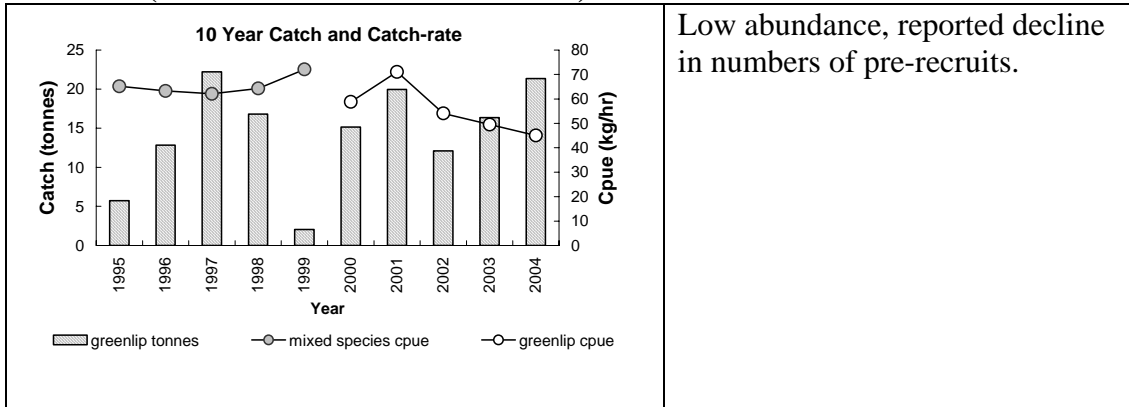 10 Year Catch and Catch-rate
25
20
15
10
5
0
Catch (tonnes)
80
70
60
50
40
30
20
10
0
Cpue (kg/hr)
1995
1996
1997
1998
1999
2000
2001
2002
2003
2004
Year
greenlip tonnes
mixed species cpue
greenlip cpue
Low abundance, reported decline
in numbers of pre-recruits.